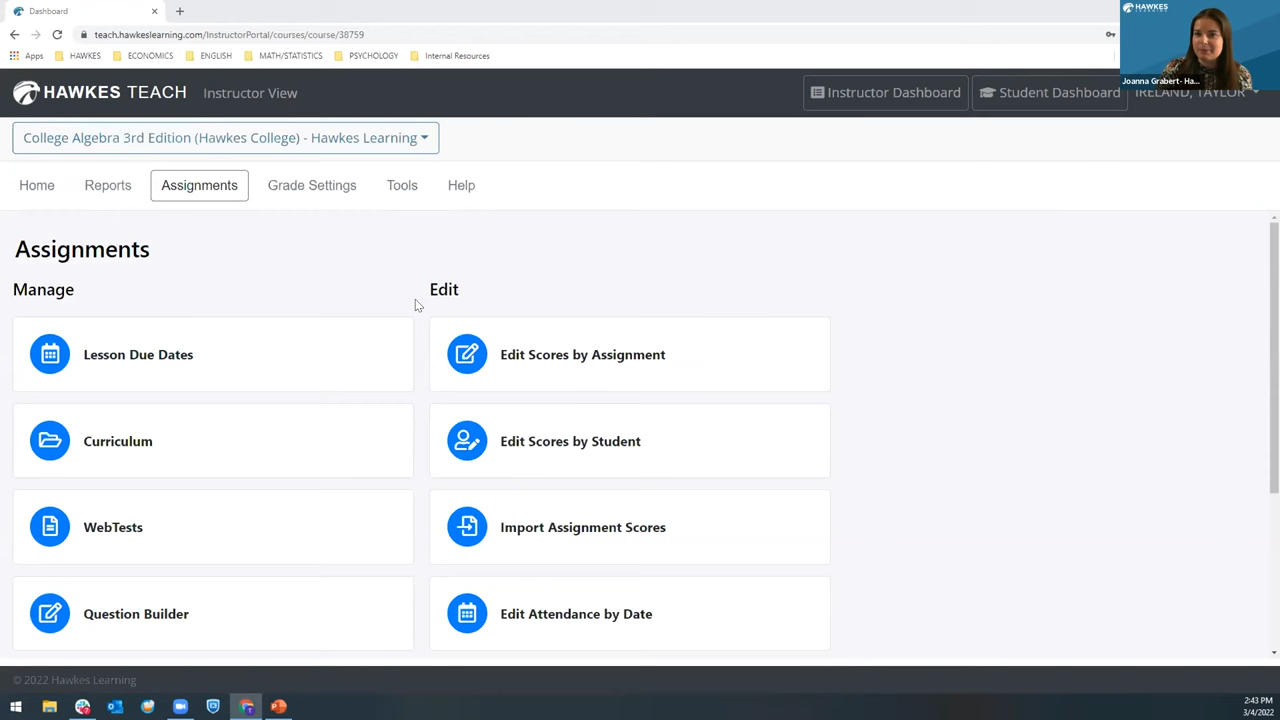 Dashboard
teach.hawkeslearning.com/InstructorPortal/courses/course/38759
Apps HAWKES ECONOMICS ENGLISH MATH/STATISTICS PSYCHOLOGY Internal Resources
HAWKES LEARNING
Joanna Grabert- Ha...
HAWKES TEACH Instructor View Instructor Dashboard Student Dashboard IRELAND, TAYLOR
College Algebra 3rd Edition (Hawkes College) - Hawkes Learning
Home Reports Assignments Grade Settings Tools Help
Assignments
Manage Edit
Lesson Due Dates Edit Scores by Assignment
Curriculum Edit Scores by Student
WebTests Import Assignment Scores
Question Builder Edit Attendance by Date
© 2022 Hawkes Learning
2:43 PM
3/4/2022